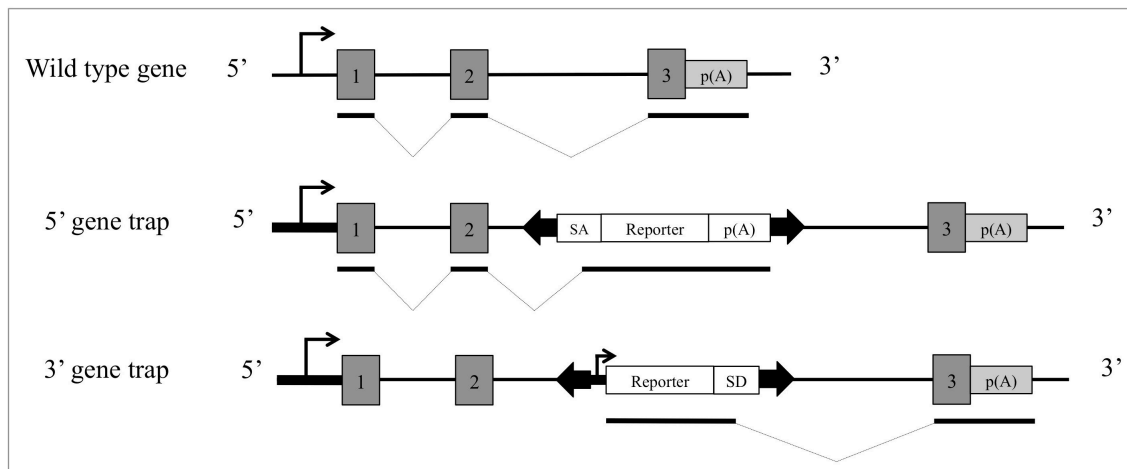 Wild type gene 5’ 1 2 3 p(A) 3’
5’ gene trap 5’ 1 2 SA Reporter p(A) 3 p(A) 3’
3’ gene trap 5’ 1 2 Reporter SD 3 p(A) 3’